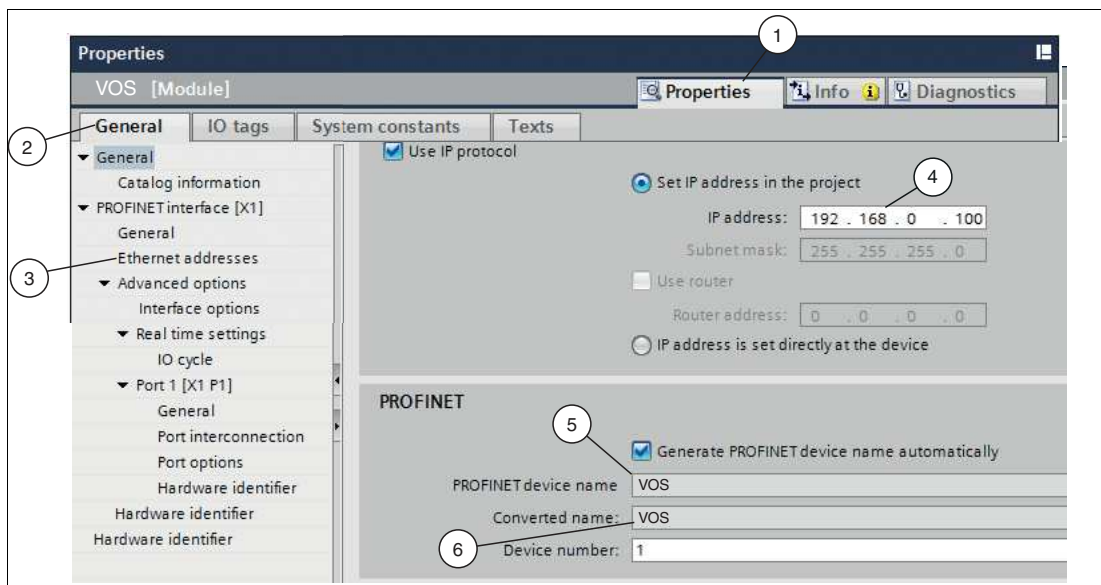 1
Properties
VOS [Module]
Properties
Info
Diagnostics
2
General
IO tags
System constants
Texts
General
Catalog information
PROFINET interface [X1]
General
3
Ethernet addresses
Advanced options
Interface options
Real time settings
IO cycle
Port 1 [X1 P1]
General
Port interconnection
Port options
Hardware identifier
Hardware identifier
Hardware identifier
Use IP protocol
Set IP address in the project
4
IP address: 192 . 168 . 0 . 100
Subnet mask: 255 . 255 . 255 . 0
Use router
Router address: 0 . 0 . 0 . 0
IP address is set directly at the device
PROFINET
5
Generate PROFINET device name automatically
PROFINET device name VOS
Converted name: VOS
6
Device number: 1